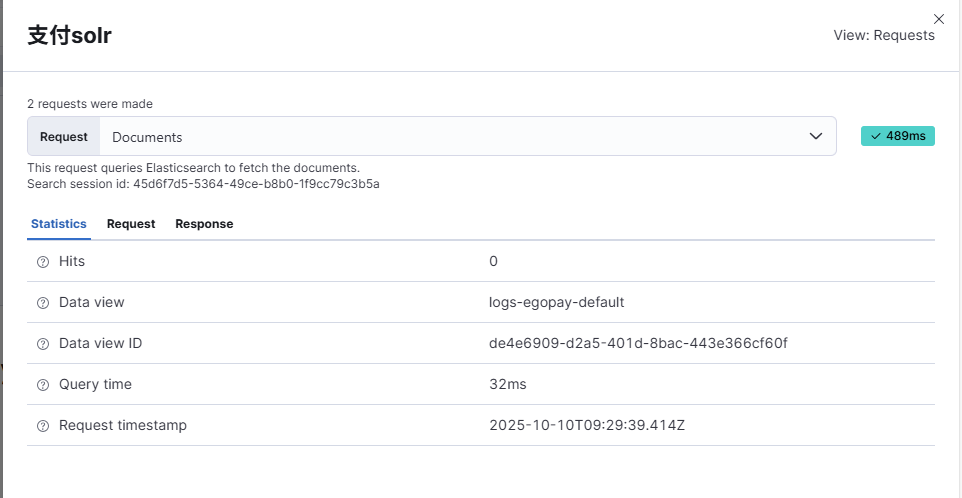 支付solr
View: Requests
2 requests were made
Request Documents
489ms
This request queries Elasticsearch to fetch the documents.
Search session id: 45d6f7d5-5364-49ce-b8b0-1f9cc79c3b5a
Statistics Request Response
Hits 0
Data view logs-egopay-default
Data view ID de4e6909-d2a5-401d-8bac-443e366cf60f
Query time 32ms
Request timestamp 2025-10-10T09:29:39.414Z